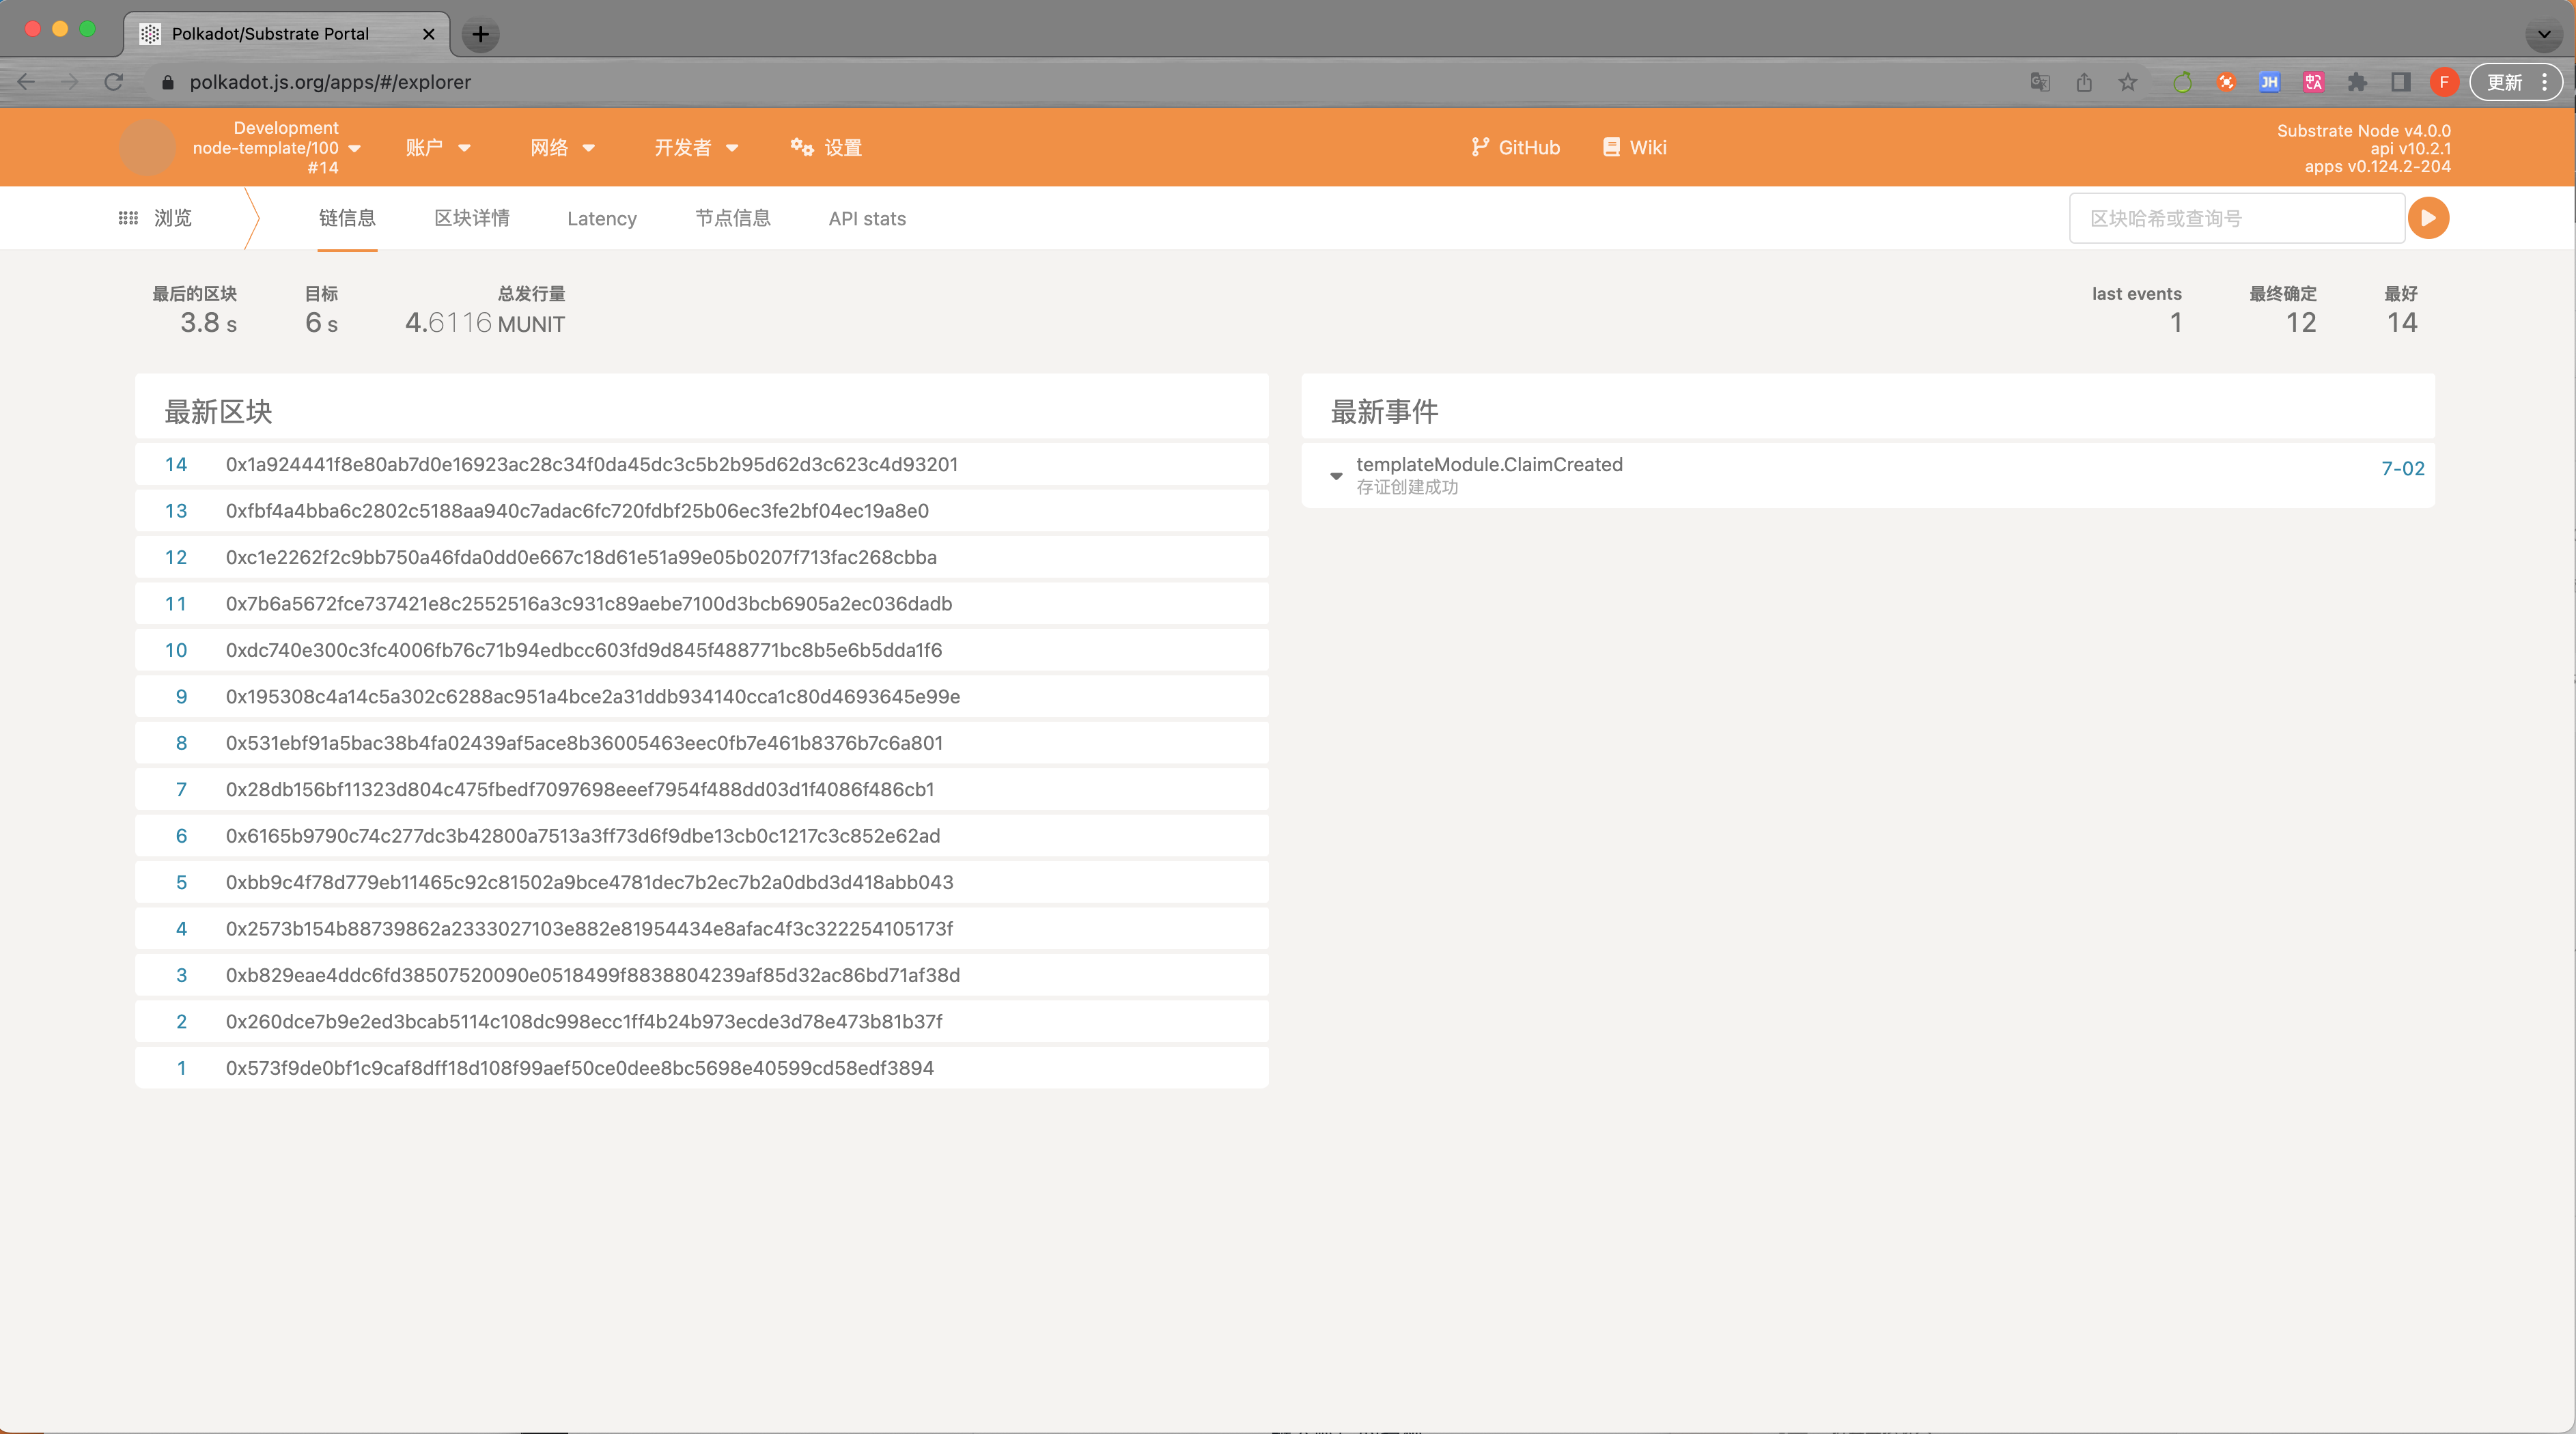 Polkadot/Substrate Portal
polkadot.js.org/apps/#/explorer
JH
中A
F
更新
Development
node-template/100
#14
账户
网络
开发者
设置
GitHub
Wiki
Substrate Node v4.0.0
api v10.2.1
apps v0.124.2-204
浏览
链信息
区块详情
Latency
节点信息
API stats
区块哈希或查询号
最后的区块
3.8 s
目标
6 s
总发行量
4.6116 MUNIT
last events
1
最终确定
12
最好
14
最新区块
14 0x1a924441f8e80ab7d0e16923ac28c34f0da45dc3c5b2b95d62d3c623c4d93201
13 0xfbf4a4bba6c2802c5188aa940c7adac6fc720fdbf25b06ec3fe2bf04ec19a8e0
12 0xc1e2262f2c9bb750a46fda0dd0e667c18d61e51a99e05b0207f713fac268cbba
11 0x7b6a5672fce737421e8c2552516a3c931c89aebe7100d3bcb6905a2ec036dadb
10 0xdc740e300c3fc4006fb76c71b94edbcc603fd9d845f488771bc8b5e6b5dda1f6
9 0x195308c4a14c5a302c6288ac951a4bce2a31ddb934140cca1c80d4693645e99e
8 0x531ebf91a5bac38b4fa02439af5ace8b36005463eec0fb7e461b8376b7c6a801
7 0x28db156bf11323d804c475fbedf7097698eeef7954f488dd03d1f4086f486cb1
6 0x6165b9790c74c277dc3b42800a7513a3ff73d6f9dbe13cb0c1217c3c852e62ad
5 0xbb9c4f78d779eb11465c92c81502a9bce4781dec7b2ec7b2a0dbd3d418abb043
4 0x2573b154b88739862a2333027103e882e81954434e8afac4f3c322254105173f
3 0xb829eae4ddc6fd38507520090e0518499f8838804239af85d32ac86bd71af38d
2 0x260dce7b9e2ed3bcab5114c108dc998ecc1ff4b24b973ecde3d78e473b81b37f
1 0x573f9de0bf1c9caf8dff18d108f99aef50ce0dee8bc5698e40599cd58edf3894
最新事件
templateModule.ClaimCreated
7-02
存证创建成功